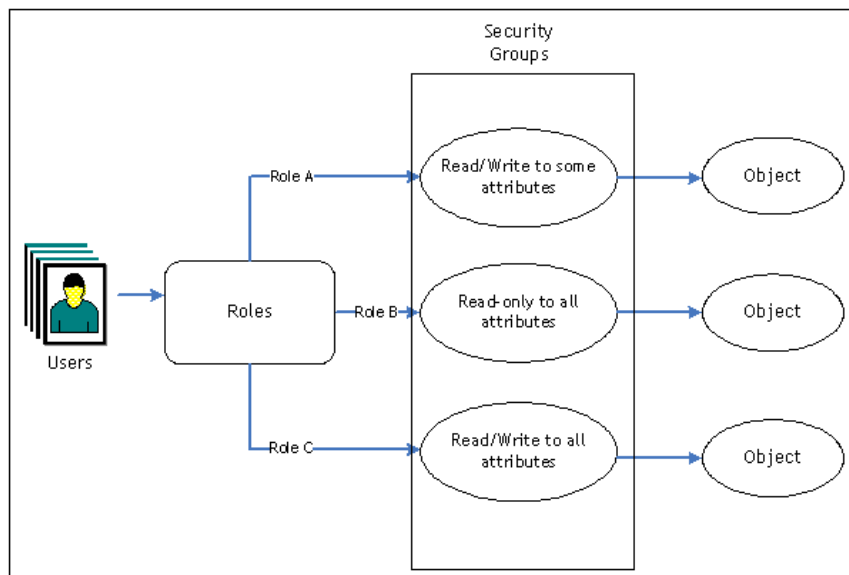 Security
Groups
Role A
Read/Write to some
attributes
Object
Users
Roles
Role B
Read-only to all
attributes
Object
Role C
Read/Write to all
attributes
Object